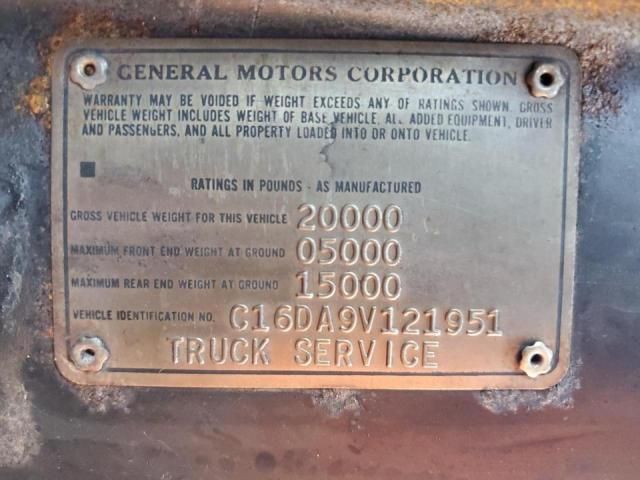 GENERAL MOTORS CORPORATION
WARRANTY MAY BE VOIDED IF WEIGHT EXCEEDS ANY OF RATINGS SHOWN. GROSS
VEHICLE WEIGHT INCLUDES WEIGHT OF BASE VEHICLE, ALL ADDED EQUIPMENT, DRIVER
AND PASSENGERS, AND ALL PROPERTY LOADED INTO OR ONTO VEHICLE.
RATINGS IN POUNDS - AS MANUFACTURED
GROSS VEHICLE WEIGHT FOR THIS VEHICLE 20000
MAXIMUM FRONT END WEIGHT AT GROUND 05000
MAXIMUM REAR END WEIGHT AT GROUND 15000
VEHICLE IDENTIFICATION NO. C16DA9V121951
TRUCK SERVICE